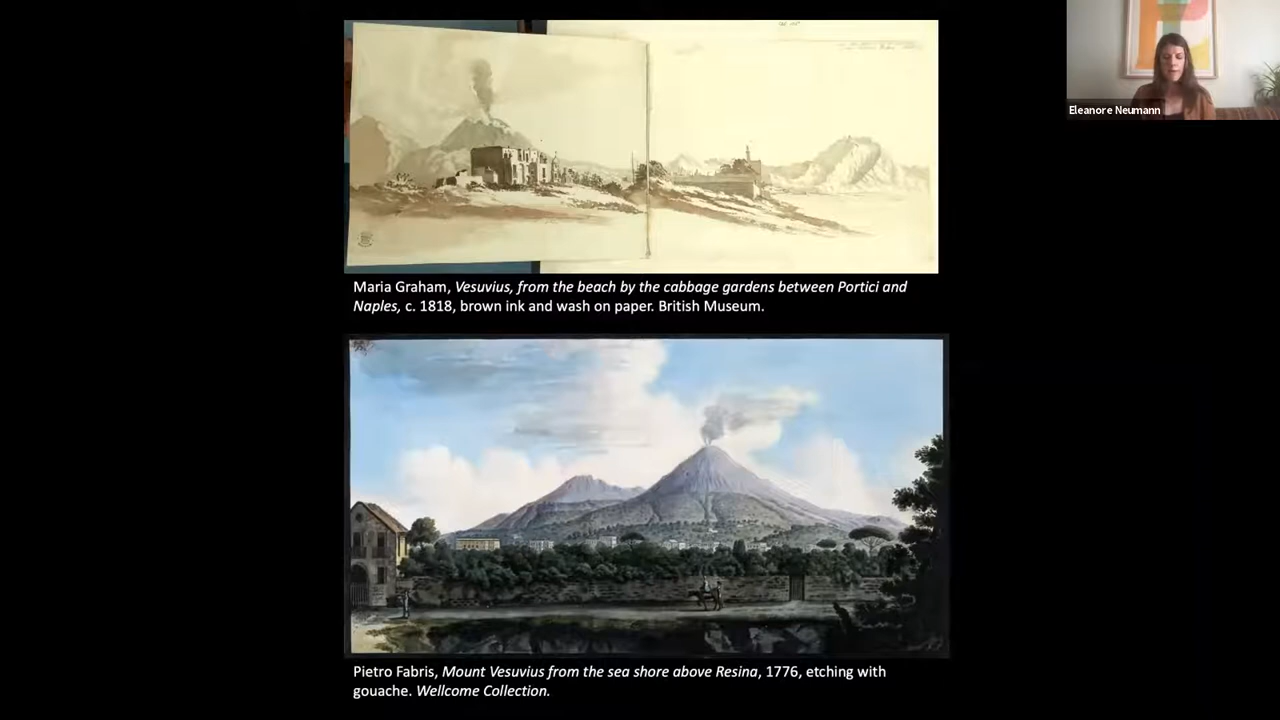 Eleanore Neumann
Maria Graham, Vesuvius, from the beach by the cabbage gardens between Portici and
Naples, c. 1818, brown ink and wash on paper. British Museum.
Pietro Fabris, Mount Vesuvius from the sea shore above Resina, 1776, etching with
gouache. Wellcome Collection.